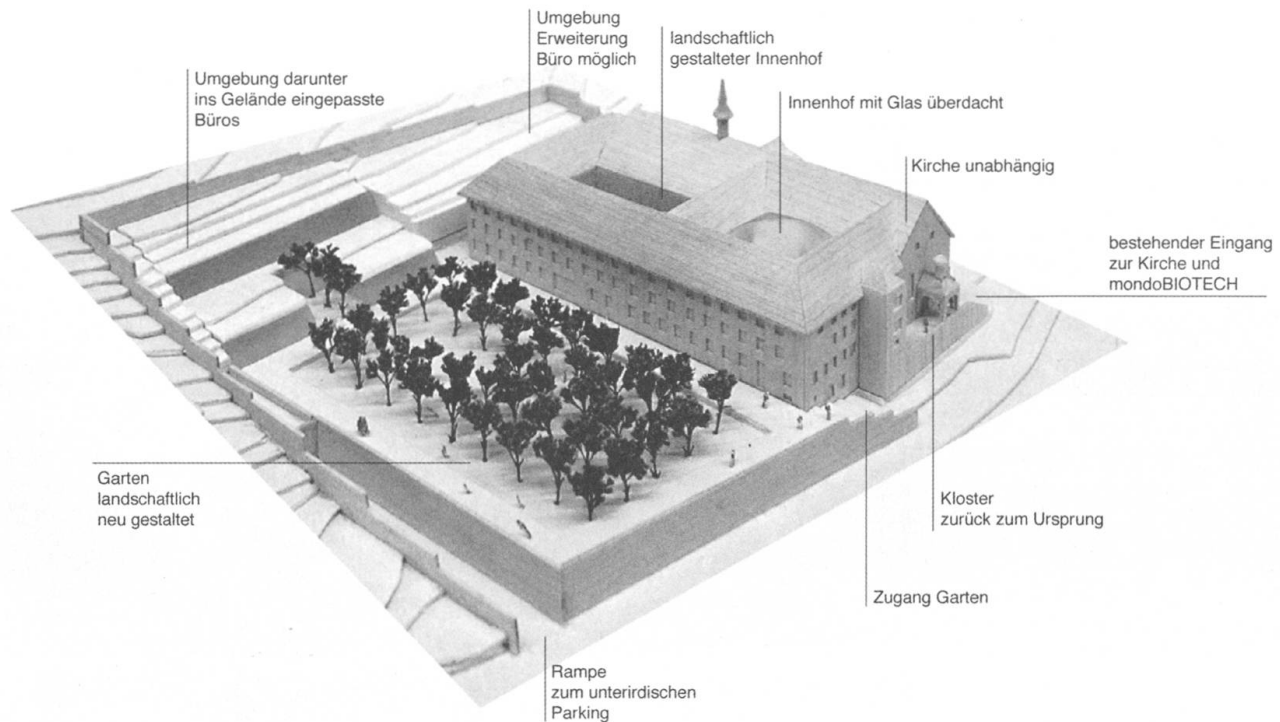 Umgebung
Erweiterung
Büro möglich
landschaftlich
gestalteter Innenhof
Umgebung darunter
ins Gelände eingepasste
Büros
Innenhof mit Glas überdacht
Kirche unabhängig
bestehender Eingang
zur Kirche und
mondoBIOTECH
Garten
landschaftlich
neu gestaltet
Kloster
zurück zum Ursprung
Zugang Garten
Rampe
zum unterirdischen
Parking